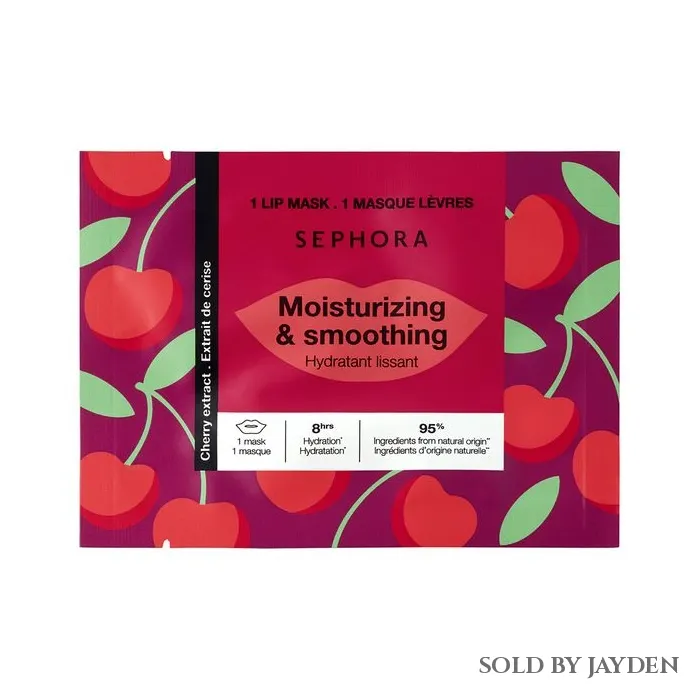 1 LIP MASK . 1 MASQUE LÈVRES
SEPHORA
Moisturizing
& smoothing
Hydratant lissant
Cherry extract . Extrait de cerise
1 mask
1 masque
8hrs
Hydration*
Hydratation*
95%
Ingredients from natural origin**
Ingrédients d'origine naturelle**
SOLD BY JAYDEN